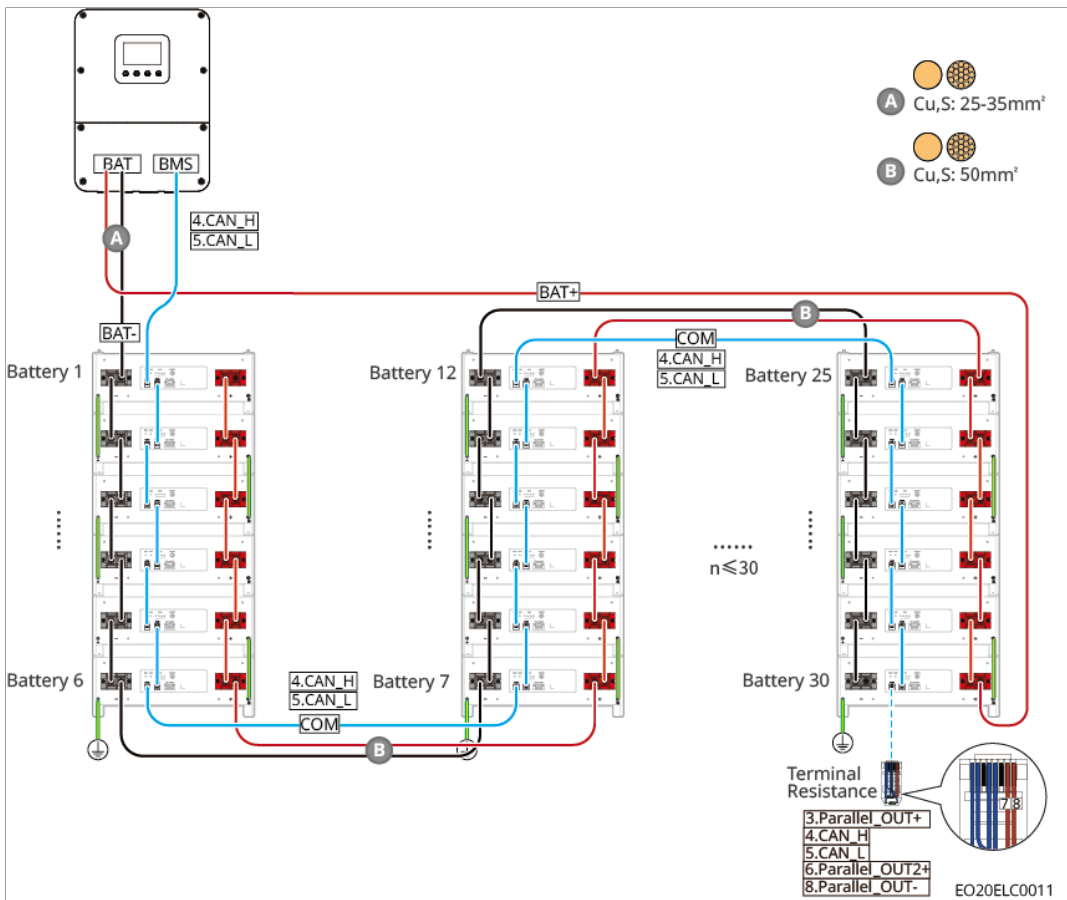 BAT BMS
A Cu,S: 25-35mm²
B Cu,S: 50mm²
4.CAN_H
5.CAN_L
A
BAT+
BAT-
B
COM
4.CAN_H
5.CAN_L
Battery 1
Battery 12
Battery 25
......
n≤30
Battery 6
Battery 7
Battery 30
4.CAN_H
5.CAN_L
COM
B
Terminal
Resistance
7 8
3.Parallel_OUT+
4.CAN_H
5.CAN_L
6.Parallel_OUT2+
8.Parallel_OUT-
EO20ELC0011